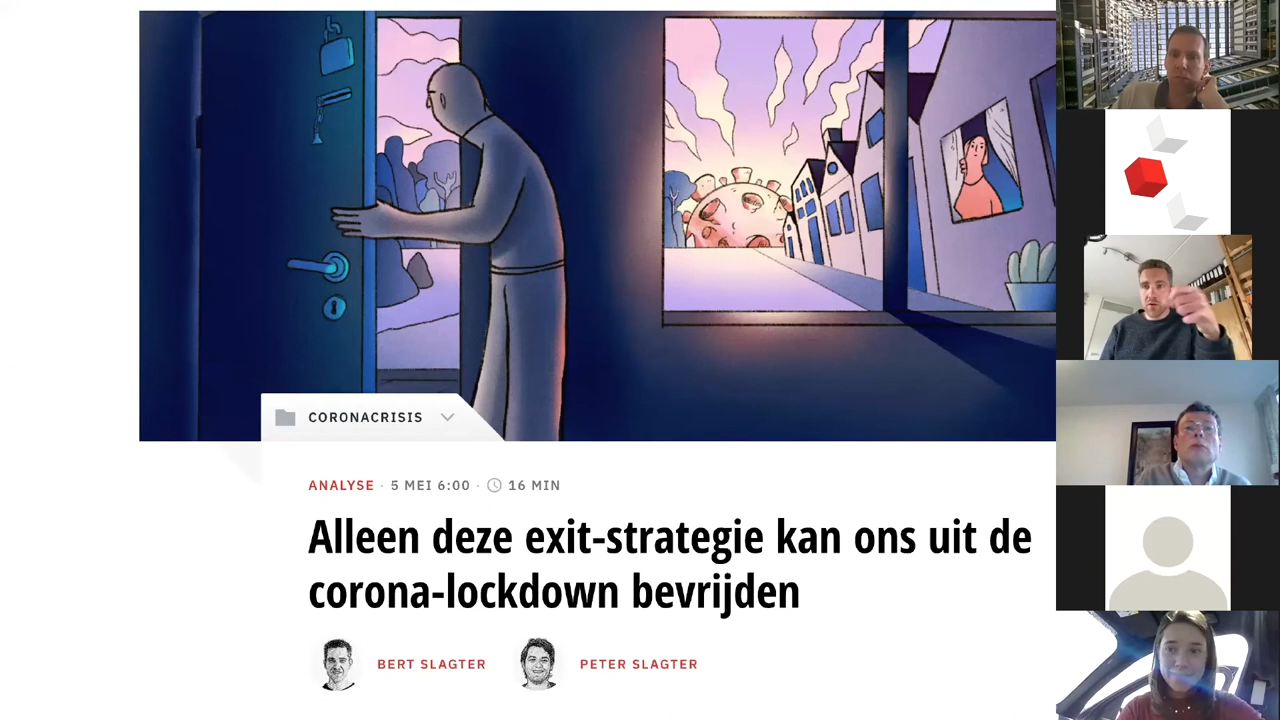 CORONACRISIS
ANALYSE · 5 MEI 6:00 · 16 MIN
Alleen deze exit-strategie kan ons uit de
corona-lockdown bevrijden
BERT SLAGTER PETER SLAGTER